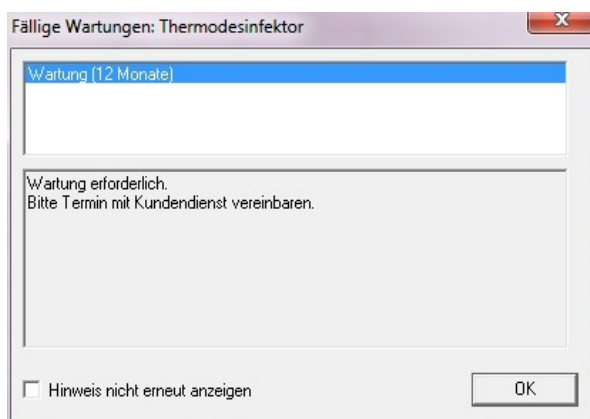 Fällige Wartungen: Thermodesinfektor
Wartung (12 Monate)
Wartung erforderlich.
Bitte Termin mit Kundendienst vereinbaren.
Hinweis nicht erneut anzeigen
OK